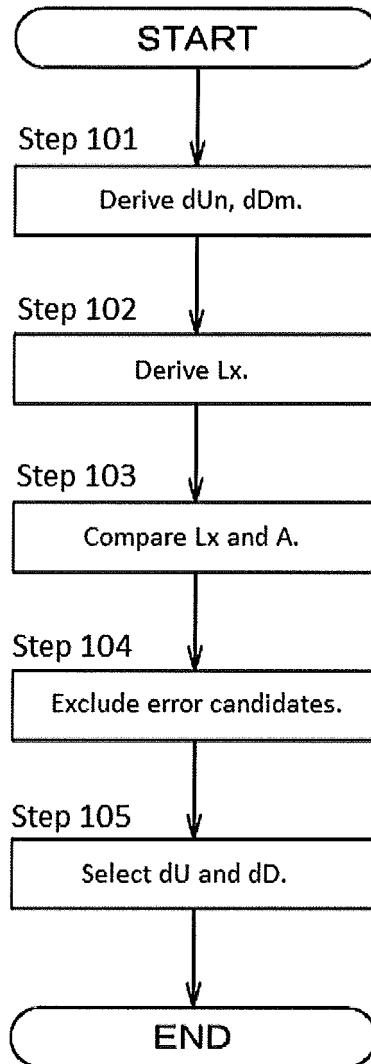 START
Step 101
Derive dUn, dDm.
Step 102
Derive Lx.
Step 103
Compare Lx and A.
Step 104
Exclude error candidates.
Step 105
Select dU and dD.
END